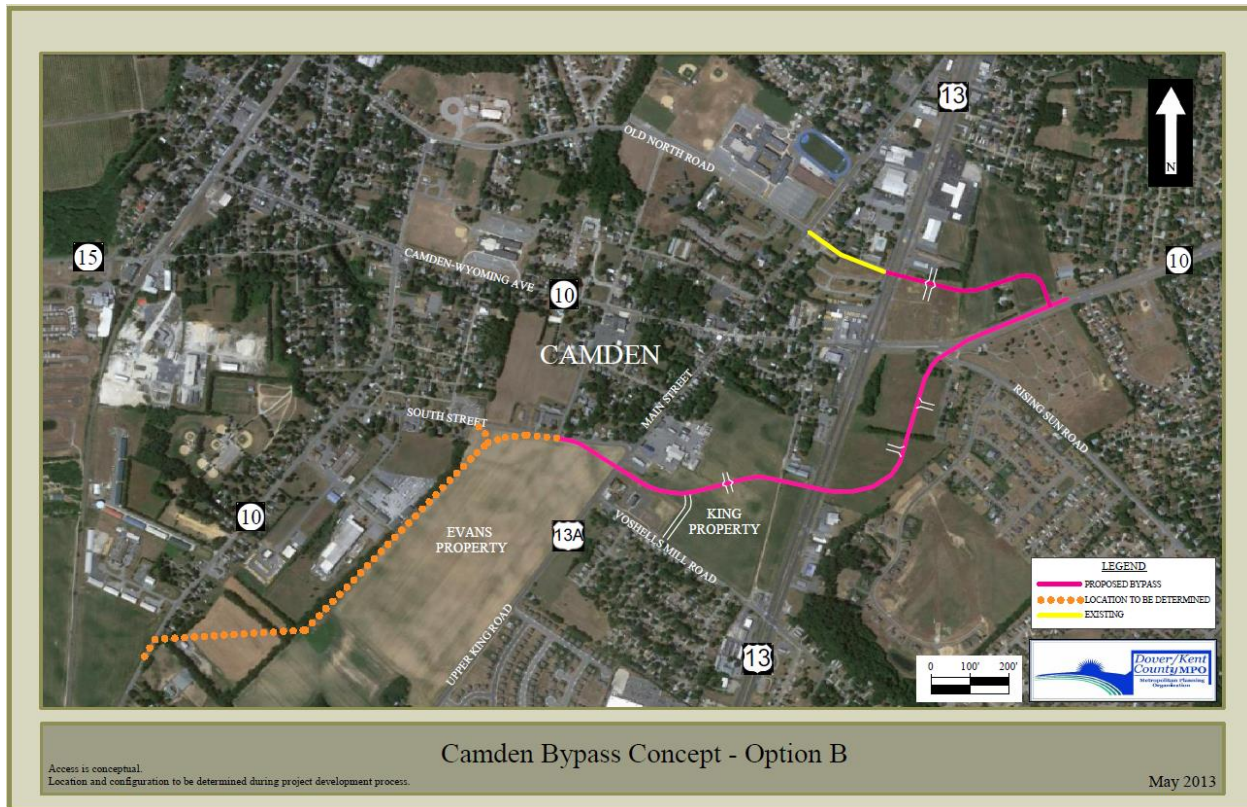 13
OLD NORTH ROAD
N
15
10
CAMDEN-WYOMING AVE
10
CAMDEN
MAIN STREET
SOUTH STREET
RISING SUN ROAD
10
EVANS
PROPERTY
13A
KING
PROPERTY
VOSHELLS MILL ROAD
UPPER KING ROAD
13
LEGEND
PROPOSED BYPASS
LOCATION TO BE DETERMINED
EXISTING
0 100' 200'
Dover/Kent
County MPO
Metropolitan Planning
Organization
Camden Bypass Concept - Option B
Access is conceptual.
Location and configuration to be determined during project development process.
May 2013